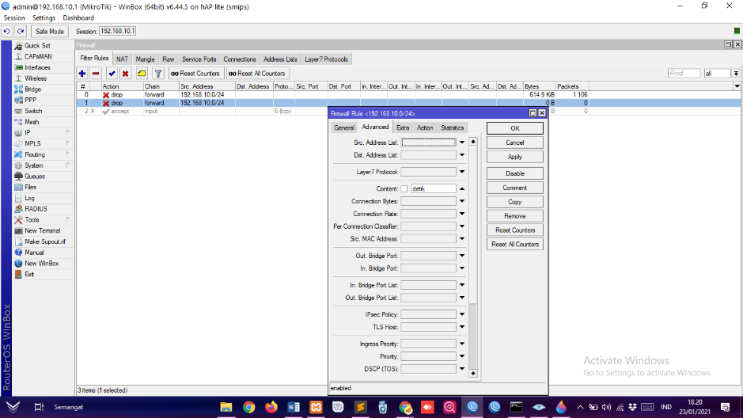 admin@192.168.10.1 (MikroTik) - WinBox (64bit) v6.44.5 on hAP lite (smips)
Session Settings Dashboard
Safe Mode Session: 192.168.10.1
Quick Set
CAPsMAN
Interfaces
Wireless
Bridge
PPP
Switch
Mesh
IP
MPLS
Routing
System
Queues
Files
Log
RADIUS
Tools
New Terminal
Make Supout.rif
Manual
New WinBox
Exit
RouterOS WinBox
Firewall
Filter Rules NAT Mangle Raw Service Ports Connections Address Lists Layer7 Protocols
Reset Counters Reset All Counters Find all
# Action Chain Src. Address Dst. Address Proto... Src. Port Dst. Port In. Inter... Out. Int... In. Inter... Out. Int... Src. Ad... Dst. Ad... Bytes Packets
0 drop forward 192.168.10.0/24 614.9 KiB 1 106
1 drop forward 192.168.10.0/24 0 B 0
2 X accept input 6 (tcp) 0
Firewall Rule <192.168.10.0/24>
General Advanced Extra Action Statistics
Src. Address List:
Dst. Address List:
Layer7 Protocol:
Content: detik
Connection Bytes:
Connection Rate:
Per Connection Classifier:
Src. MAC Address:
Out. Bridge Port:
In. Bridge Port:
In. Bridge Port List:
Out. Bridge Port List:
IPsec Policy:
TLS Host:
Ingress Priority:
Priority:
DSCP (TOS):
OK
Cancel
Apply
Disable
Comment
Copy
Remove
Reset Counters
Reset All Counters
enabled
3 items (1 selected)
Activate Windows
Go to Settings to activate Windows.
Semangat
IND
18.20
23/01/2021